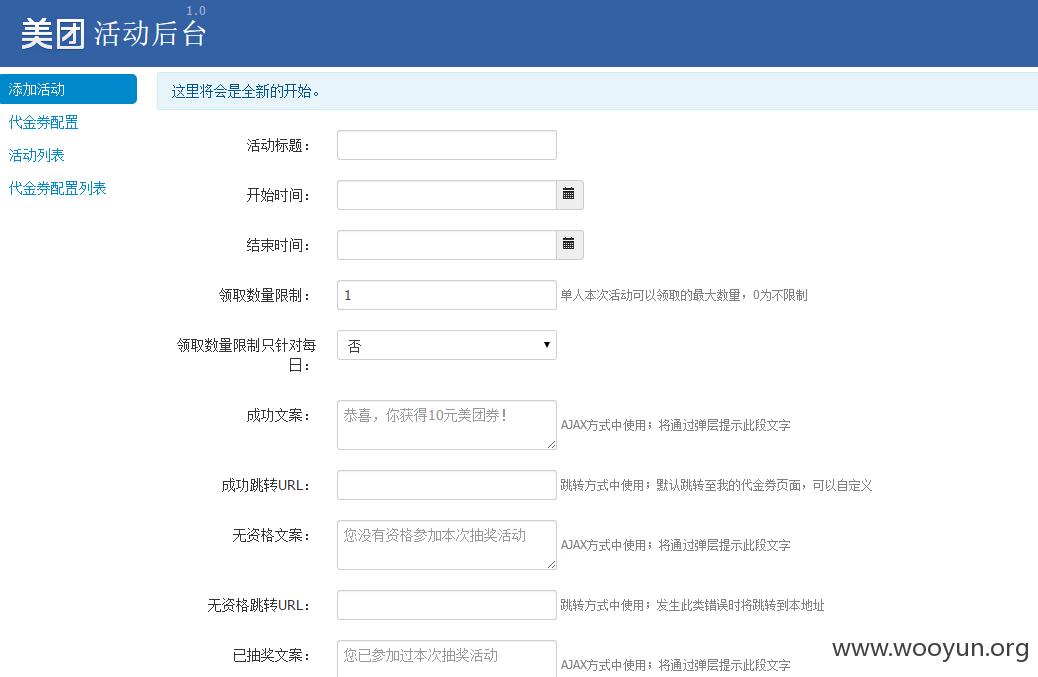 美团 活动后台 1.0
添加活动
代金券配置
活动列表
代金券配置列表
这里将会是全新的开始。
活动标题：
开始时间：
结束时间：
领取数量限制： 1 单人本次活动可以领取的最大数量，0为不限制
领取数量限制只针对每
日： 否
成功文案： 恭喜，你获得10元美团券！ AJAX方式中使用；将通过弹层提示此段文字
成功跳转URL： 跳转方式中使用；默认跳转至我的代金券页面，可以自定义
无资格文案： 您没有资格参加本次抽奖活动 AJAX方式中使用；将通过弹层提示此段文字
无资格跳转URL： 跳转方式中使用；发生此类错误时将跳转到本地址
已抽奖文案： 您已参加过本次抽奖活动 AJAX方式中使用；将通过弹层提示此段文字
www.wooyun.org